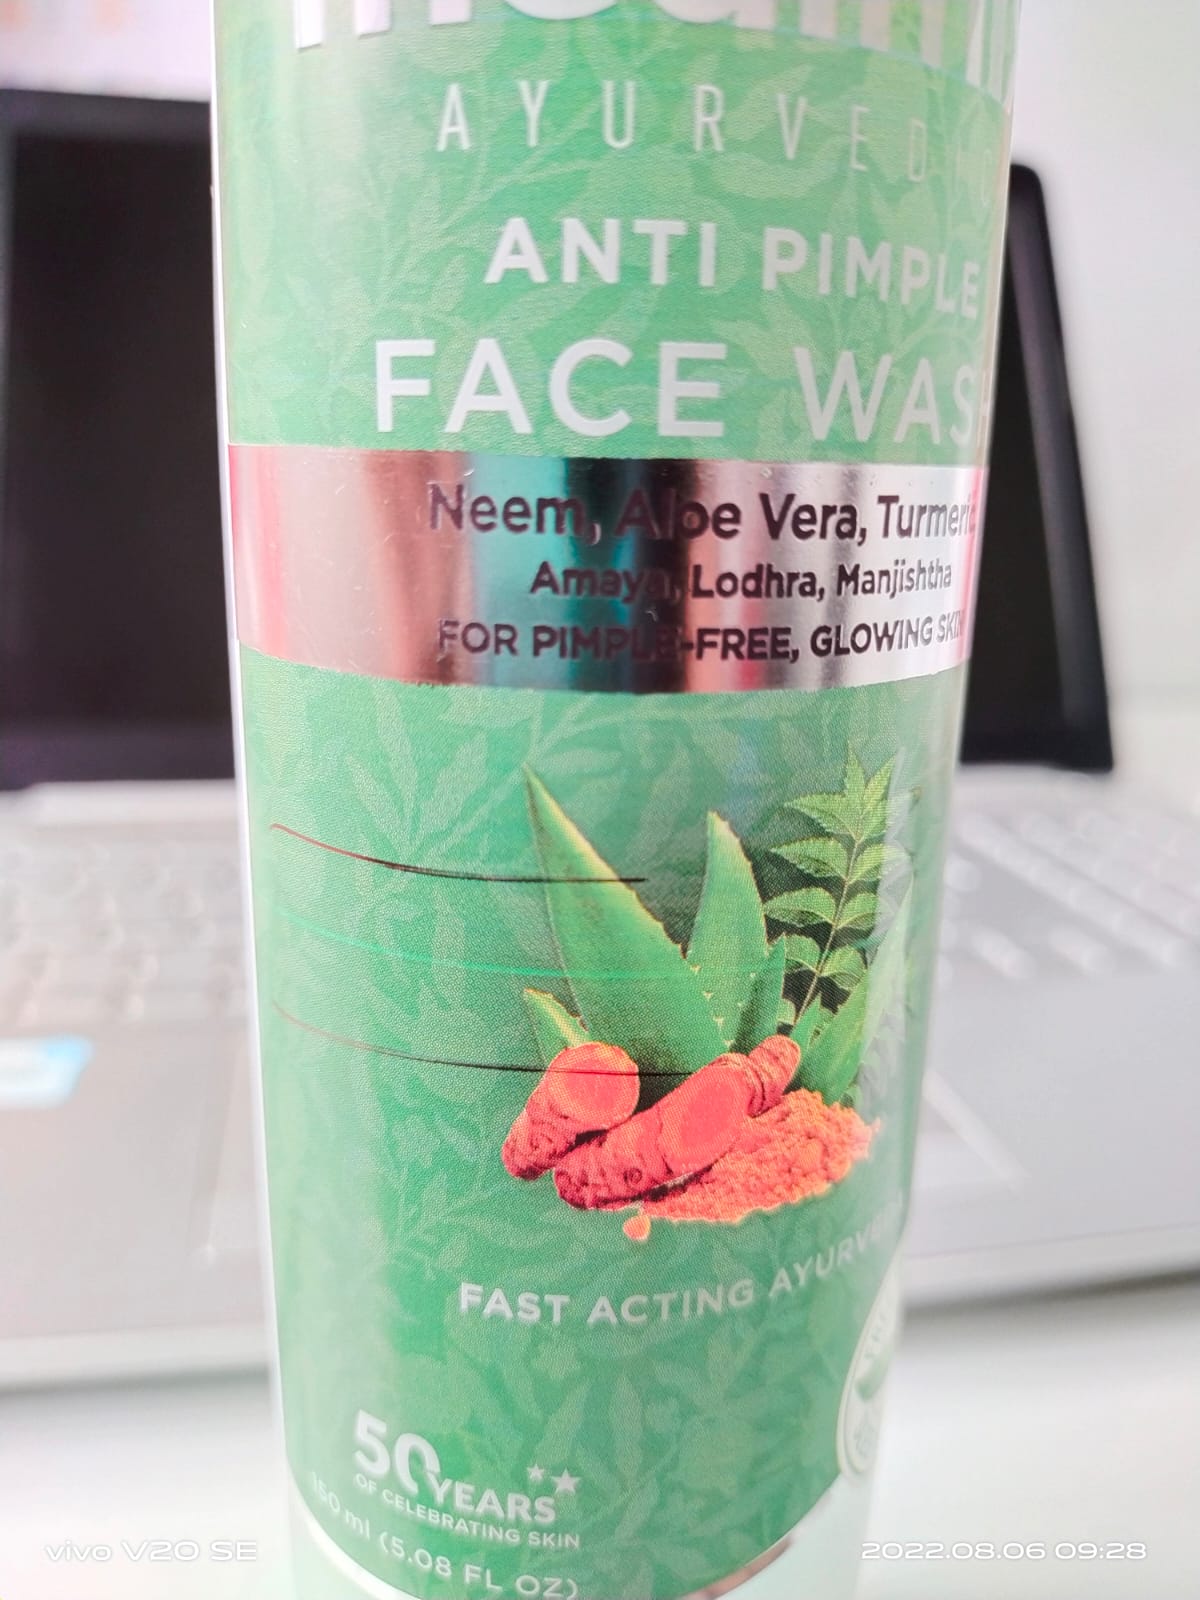 AYURVEDIC
ANTI PIMPLE
FACE WASH
Neem, Aloe Vera, Turmeric
Amaya, Lodhra, Manjishtha
FOR PIMPLE-FREE, GLOWING SKIN
FAST ACTING
50 YEARS
OF CELEBRATING SKIN
150 ml (5.08 FL OZ)
vivo V20 SE
2022.08.06 09:28